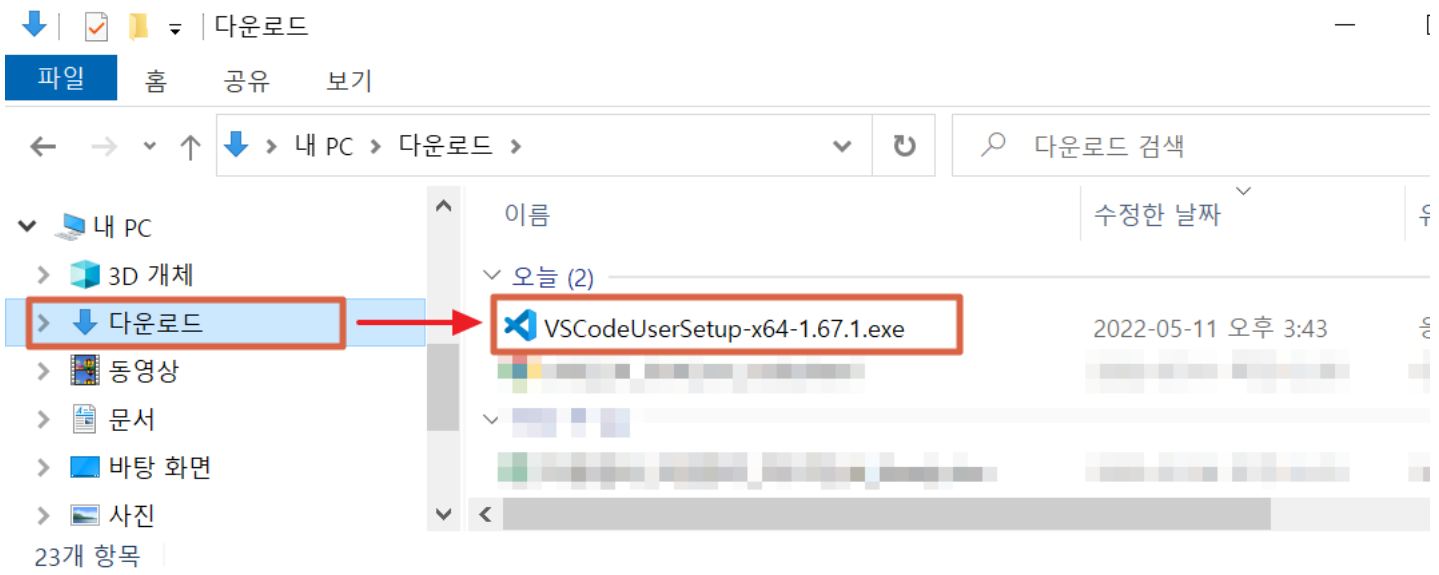 다운로드
파일 홈 공유 보기
내 PC 다운로드 다운로드 검색
이름 수정한 날짜
내 PC
3D 개체
오늘 (2)
다운로드 VSCodeUserSetup-x64-1.67.1.exe 2022-05-11 오후 3:43
동영상
문서
바탕 화면
사진
23개 항목